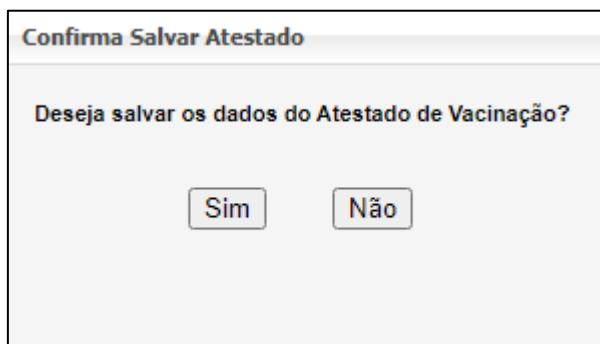 Confirma Salvar Atestado
Deseja salvar os dados do Atestado de Vacinação?
Sim Não